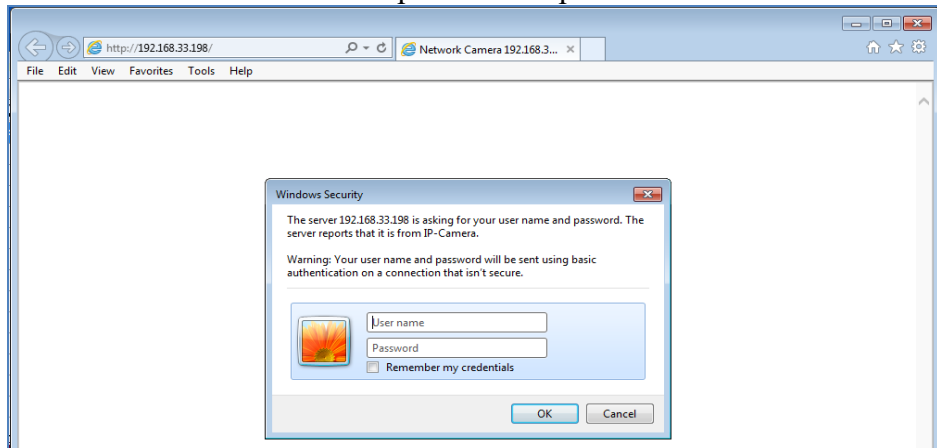 http://192.168.33.198/
Network Camera 192.168.3...
File Edit View Favorites Tools Help
Windows Security
The server 192.168.33.198 is asking for your user name and password. The
server reports that it is from IP-Camera.
Warning: Your user name and password will be sent using basic
authentication on a connection that isn't secure.
User name
Password
Remember my credentials
OK Cancel